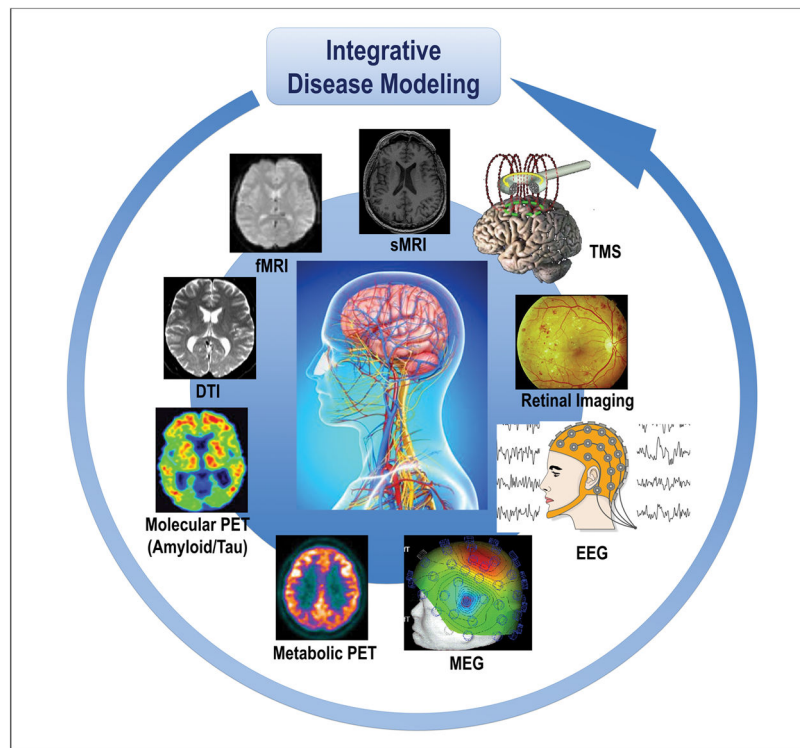 Integrative
Disease Modeling
sMRI
fMRI
TMS
DTI
Retinal Imaging
Molecular PET
(Amyloid/Tau)
EEG
Metabolic PET
MEG